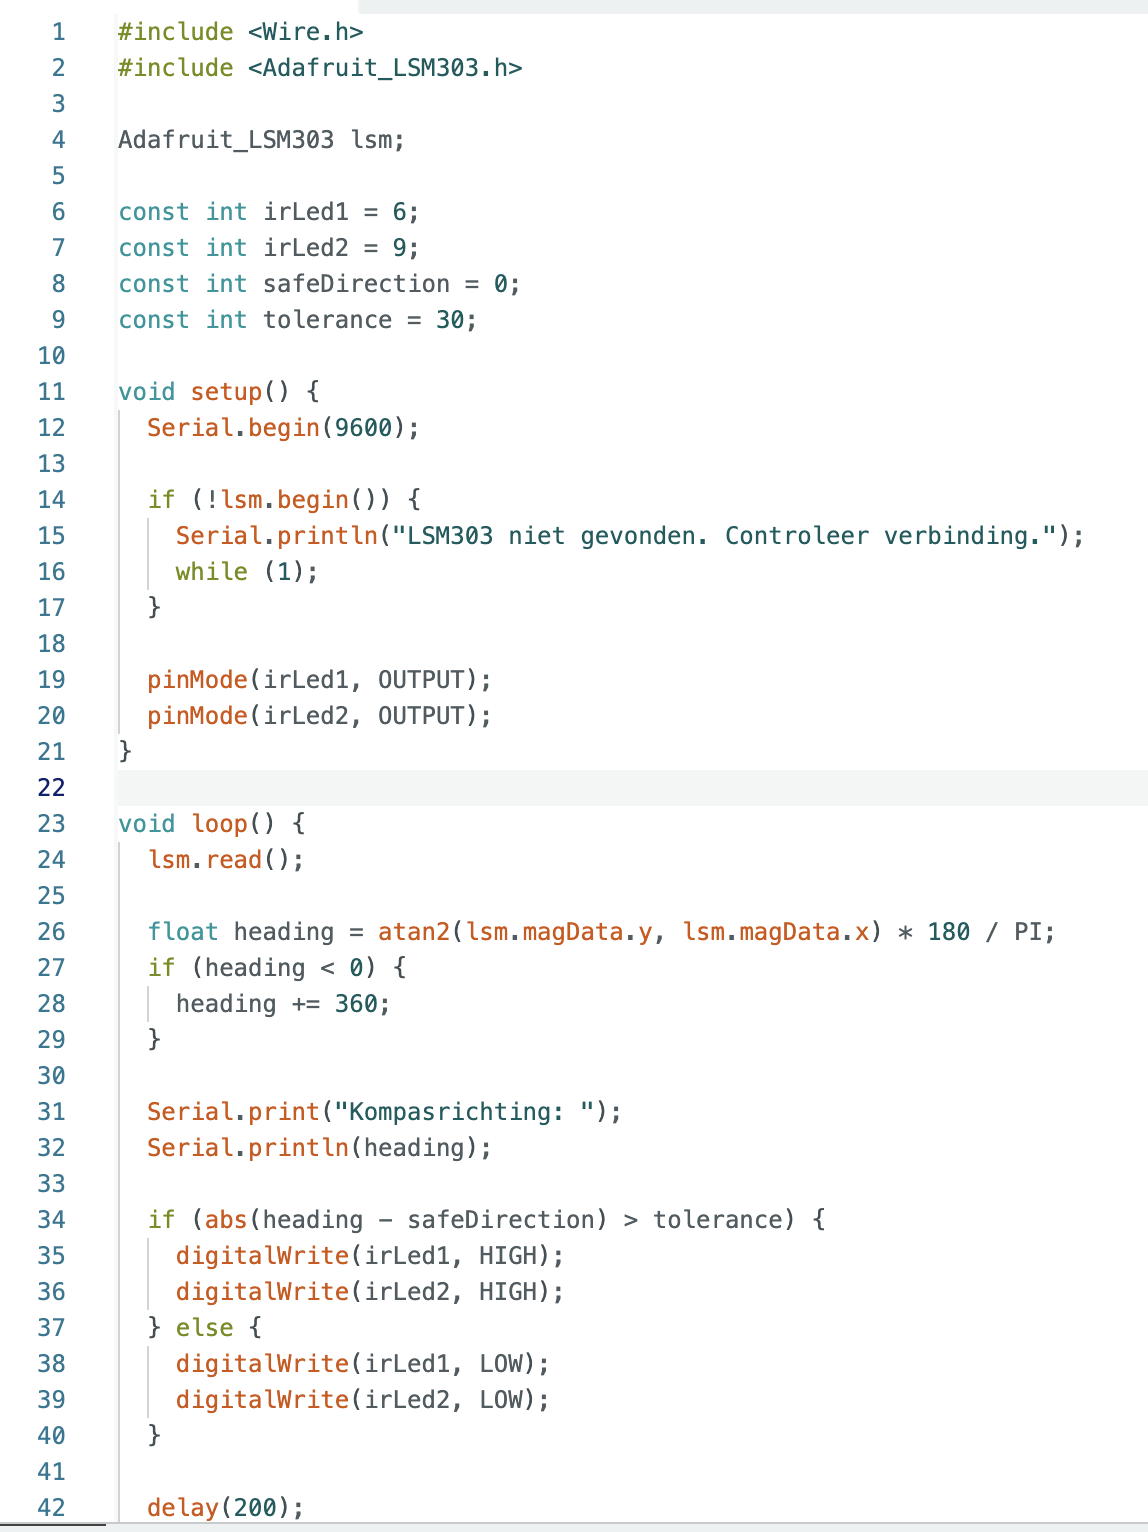 1 #include <Wire.h>
2 #include <Adafruit_LSM303.h>
3
4 Adafruit_LSM303 lsm;
5
6 const int irLed1 = 6;
7 const int irLed2 = 9;
8 const int safeDirection = 0;
9 const int tolerance = 30;
10
11 void setup() {
12   Serial.begin(9600);
13
14   if (!lsm.begin()) {
15     Serial.println("LSM303 niet gevonden. Controleer verbinding.");
16     while (1);
17   }
18
19   pinMode(irLed1, OUTPUT);
20   pinMode(irLed2, OUTPUT);
21 }
22
23 void loop() {
24   lsm.read();
25
26   float heading = atan2(lsm.magData.y, lsm.magData.x) * 180 / PI;
27   if (heading < 0) {
28     heading += 360;
29   }
30
31   Serial.print("Kompasrichting: ");
32   Serial.println(heading);
33
34   if (abs(heading - safeDirection) > tolerance) {
35     digitalWrite(irLed1, HIGH);
36     digitalWrite(irLed2, HIGH);
37   } else {
38     digitalWrite(irLed1, LOW);
39     digitalWrite(irLed2, LOW);
40   }
41
42   delay(200);